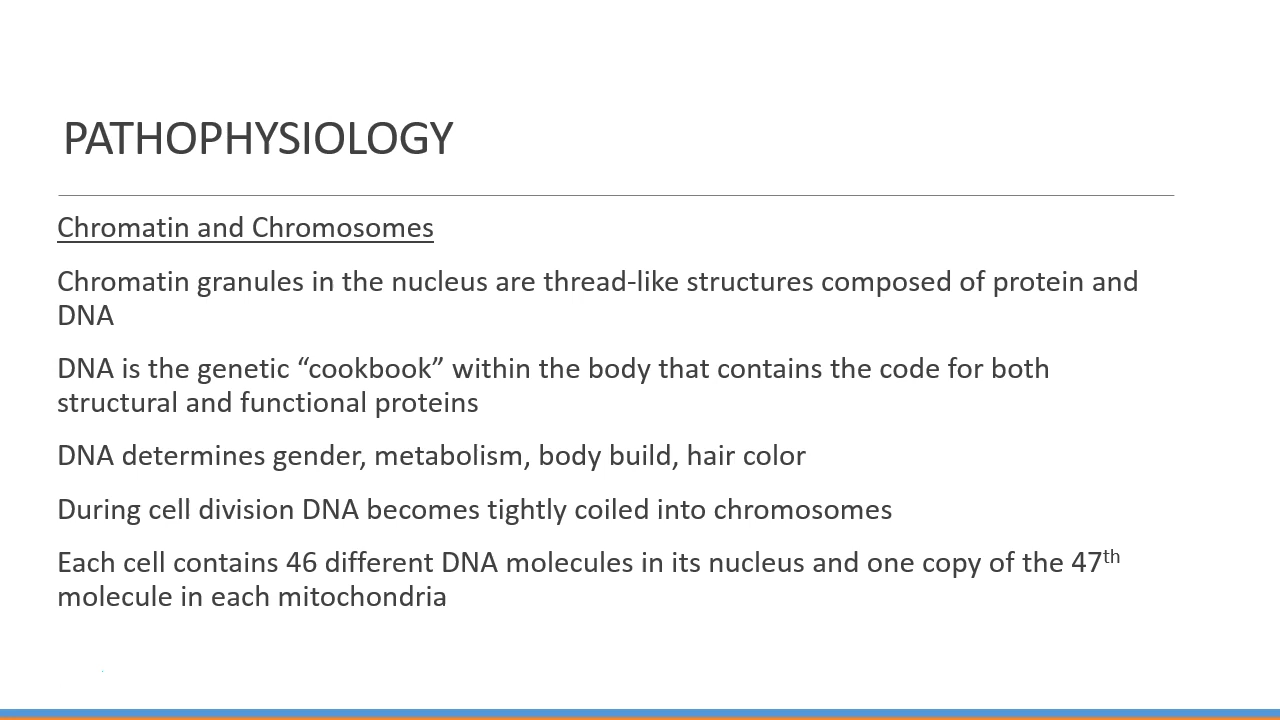 PATHOPHYSIOLOGY
Chromatin and Chromosomes
Chromatin granules in the nucleus are thread-like structures composed of protein and
DNA
DNA is the genetic “cookbook” within the body that contains the code for both
structural and functional proteins
DNA determines gender, metabolism, body build, hair color
During cell division DNA becomes tightly coiled into chromosomes
Each cell contains 46 different DNA molecules in its nucleus and one copy of the 47th
molecule in each mitochondria